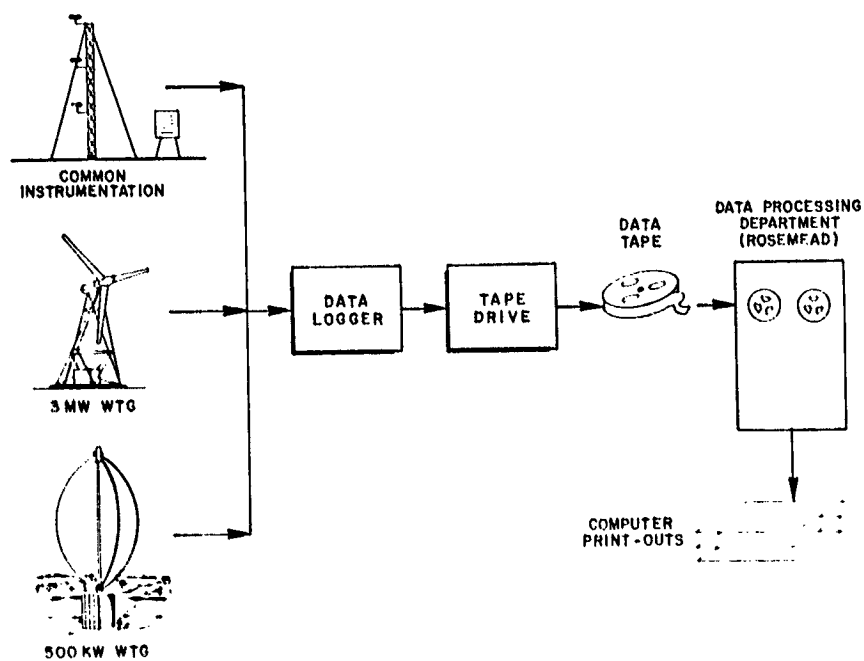 COMMON
INSTRUMENTATION
3 MW WTG
500 KW WTG
DATA
LOGGER
TAPE
DRIVE
DATA
TAPE
DATA PROCESSING
DEPARTMENT
(ROSEMEAD)
COMPUTER
PRINT-OUTS